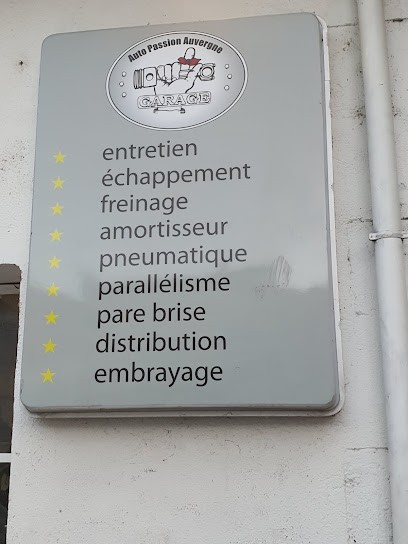 Auto Passion Auvergne
GARAGE
entretien
échappement
freinage
amortisseur
pneumatique
parallélisme
pare brise
distribution
embrayage